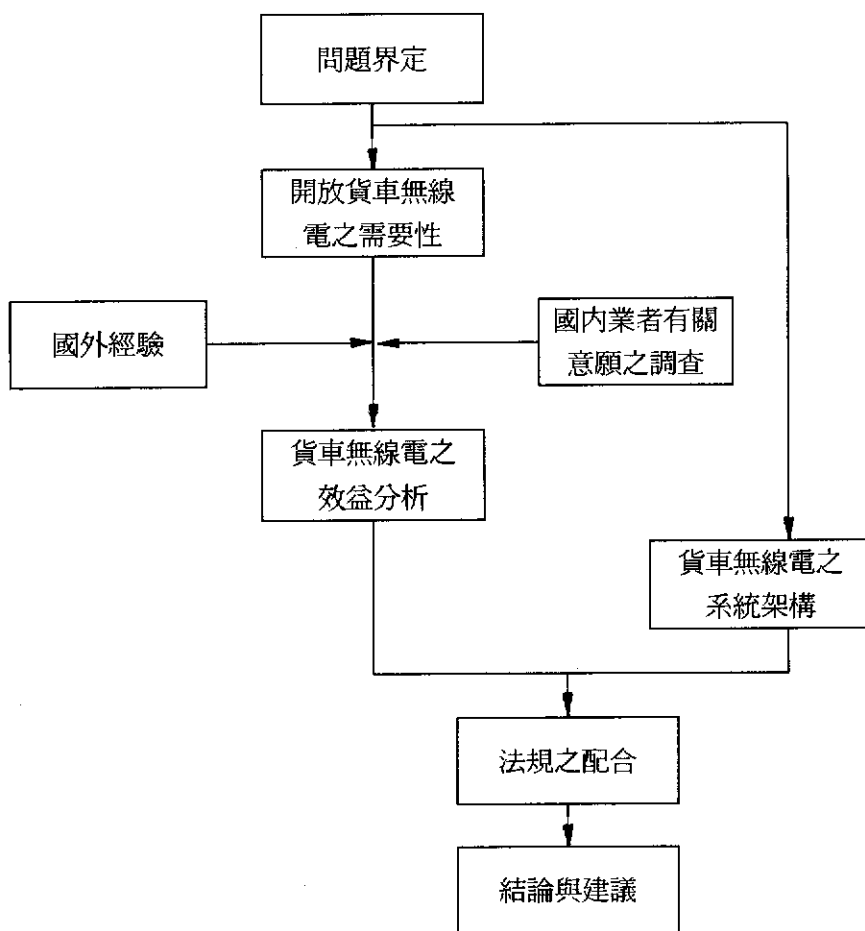 問題界定
開放貨車無線
電之需要性
國外經驗
國内業者有關
意願之調查
貨車無線電之
效益分析
貨車無線電之
系統架構
法規之配合
結論與建議